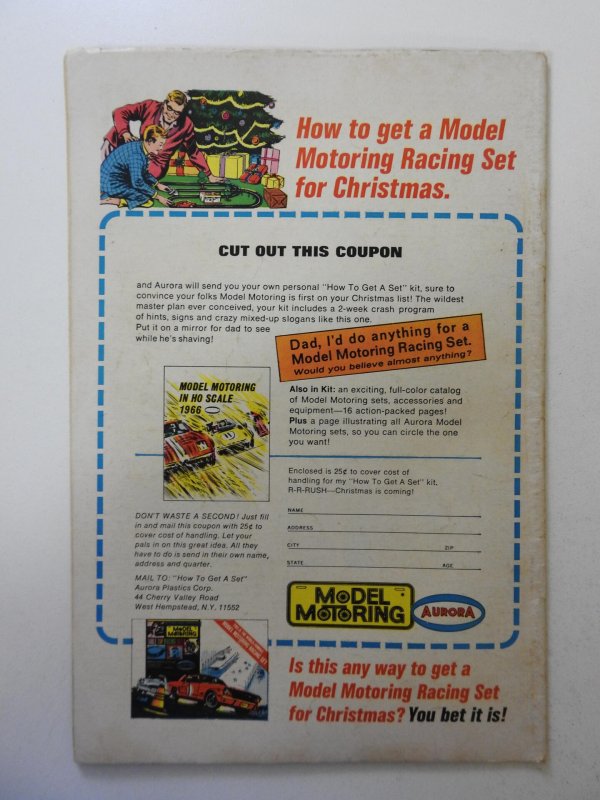 How to get a Model
Motoring Racing Set
for Christmas.
CUT OUT THIS COUPON
and Aurora will send you your own personal "How To Get A Set" kit, sure to
convince your folks Model Motoring is first on your Christmas list! The wildest
master plan ever conceived, your kit includes a 2-week crash program
of hints, signs and crazy mixed-up slogans like this one.
Put it on a mirror for dad to see
while he's shaving!
Dad, I'd do anything for a
Model Motoring Racing Set.
Would you believe almost anything?
MODEL MOTORING
IN HO SCALE
1966
Also in Kit: an exciting, full-color catalog
of Model Motoring sets, accessories and
equipment—16 action-packed pages!
Plus a page illustrating all Aurora Model
Motoring sets, so you can circle the one
you want!
Enclosed is 25¢ to cover cost of
handling for my "How To Get A Set" kit.
R-R-RUSH—Christmas is coming!
NAME
ADDRESS
CITY ZIP
STATE AGE
DON'T WASTE A SECOND! Just fill
in and mail this coupon with 25¢ to
cover cost of handling. Let your
pals in on this great idea. All they
have to do is send in their own name,
address and quarter.
MAIL TO: "How To Get A Set"
Aurora Plastics Corp.
44 Cherry Valley Road
West Hempstead, N.Y. 11552
MODEL
MOTORING
AURORA
MODEL
MOTORING
Is this any way to get a
Model Motoring Racing Set
for Christmas? You bet it is!